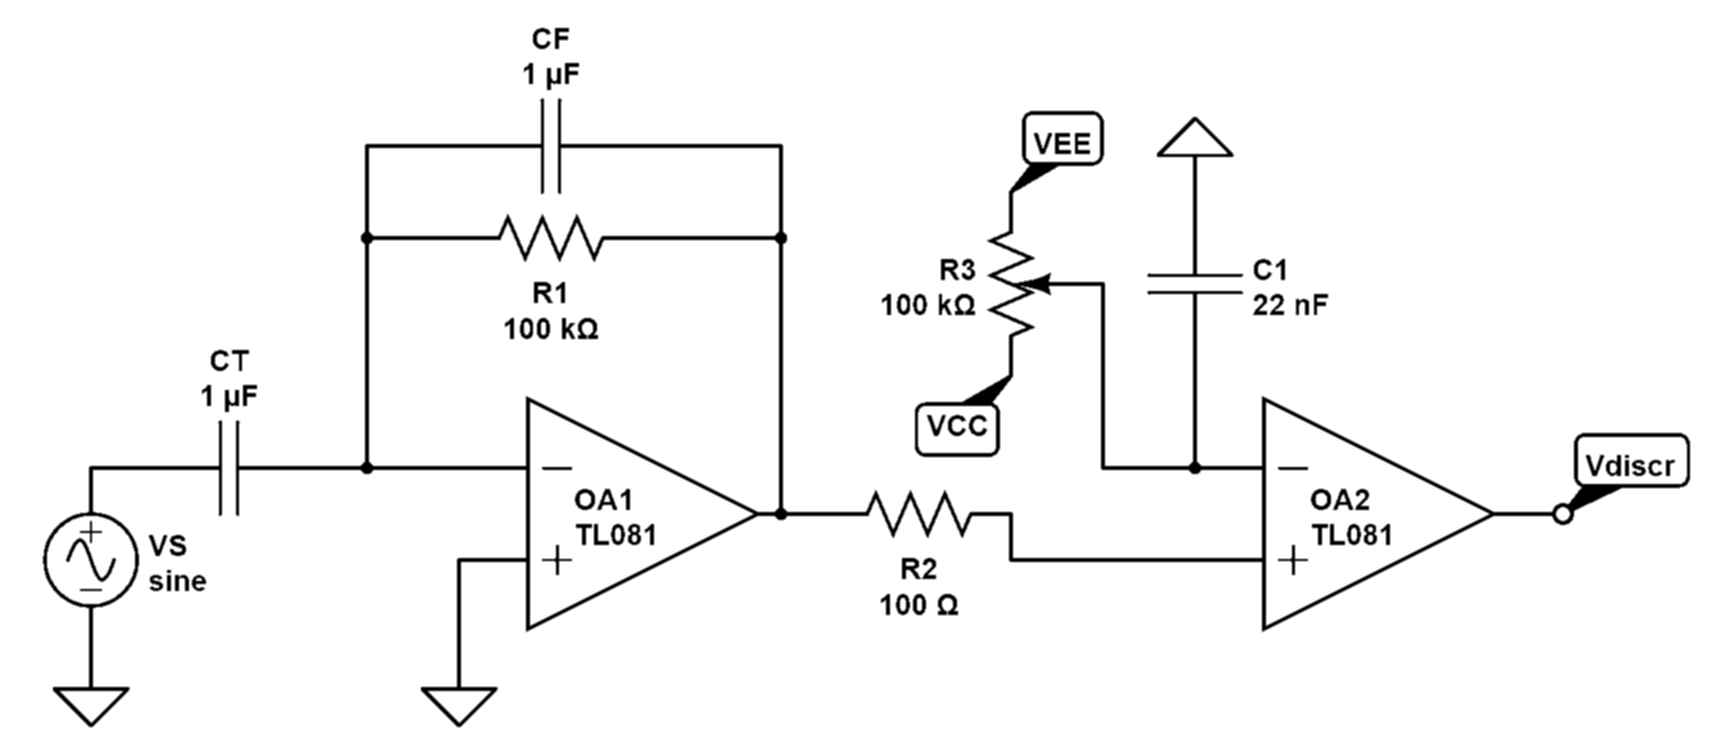 CF
1 µF
R1
100 kΩ
CT
1 µF
VS
sine
OA1
TL081
R2
100 Ω
VEE
R3
100 kΩ
VCC
C1
22 nF
OA2
TL081
Vdiscr